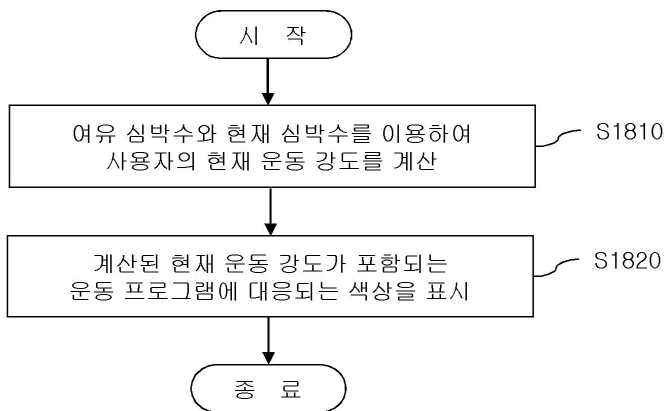 시 작
여유 심박수와 현재 심박수를 이용하여
사용자의 현재 운동 강도를 계산
S1810
계산된 현재 운동 강도가 포함되는
운동 프로그램에 대응되는 색상을 표시
S1820
종 료